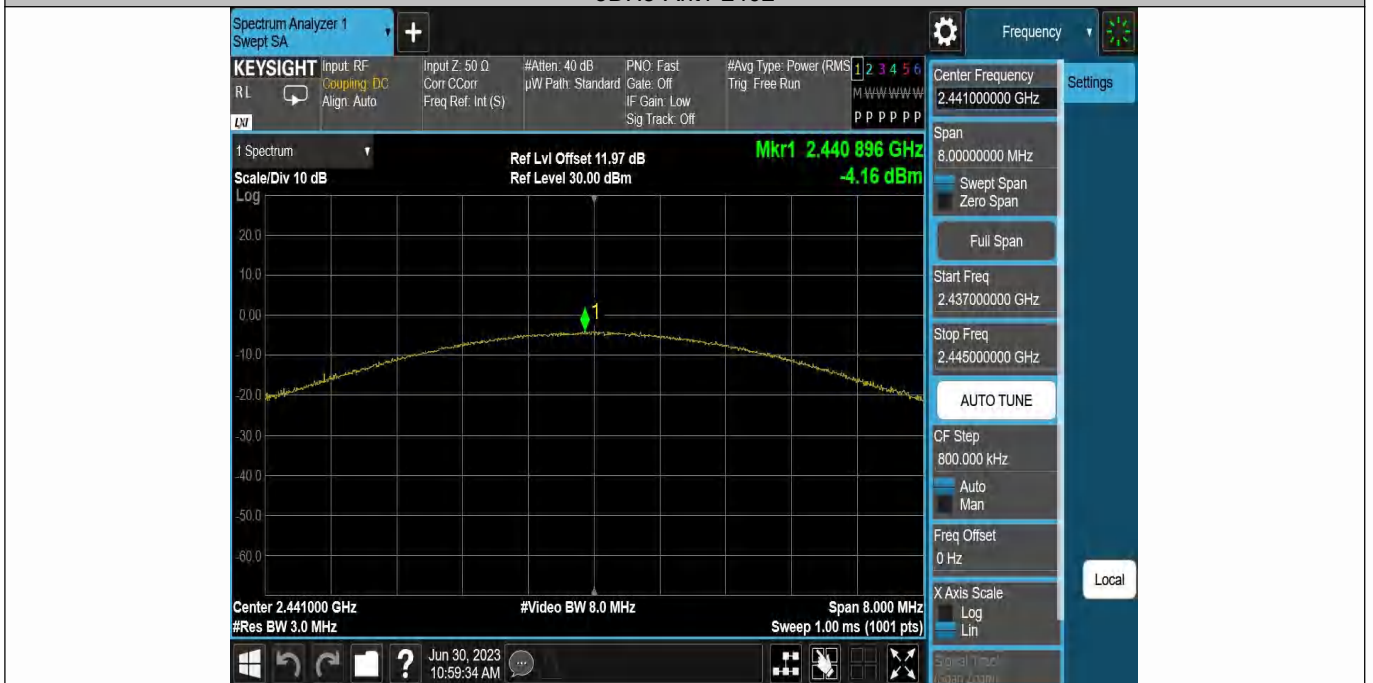 Spectrum Analyzer 1
Swept SA
+
Frequency
KEYSIGHT
RL
LXI
Input: RF
Coupling: DC
Align: Auto
Input Z: 50 Ω
Corr CCorr
Freq Ref: Int (S)
#Atten: 40 dB
µW Path: Standard
PNO: Fast
Gate: Off
IF Gain: Low
Sig Track: Off
#Avg Type: Power (RMS
Trig: Free Run
1 2 3 4 5 6
M W W W W W
P P P P P P
Center Frequency
2.441000000 GHz
Settings
Span
8.00000000 MHz
Swept Span
Zero Span
Full Span
Start Freq
2.437000000 GHz
Stop Freq
2.445000000 GHz
AUTO TUNE
CF Step
800.000 kHz
Auto
Man
Freq Offset
0 Hz
X Axis Scale
Log
Lin
Signal Track
(Span Zoom)
Local
1 Spectrum
Scale/Div 10 dB
Log
Ref Lvl Offset 11.97 dB
Ref Level 30.00 dBm
Mkr1 2.440 896 GHz
-4.16 dBm
20.0
10.0
0.00
-10.0
-20.0
-30.0
-40.0
-50.0
-60.0
1
Center 2.441000 GHz
#Res BW 3.0 MHz
#Video BW 8.0 MHz
Span 8.000 MHz
Sweep 1.00 ms (1001 pts)
?
Jun 30, 2023
10:59:34 AM